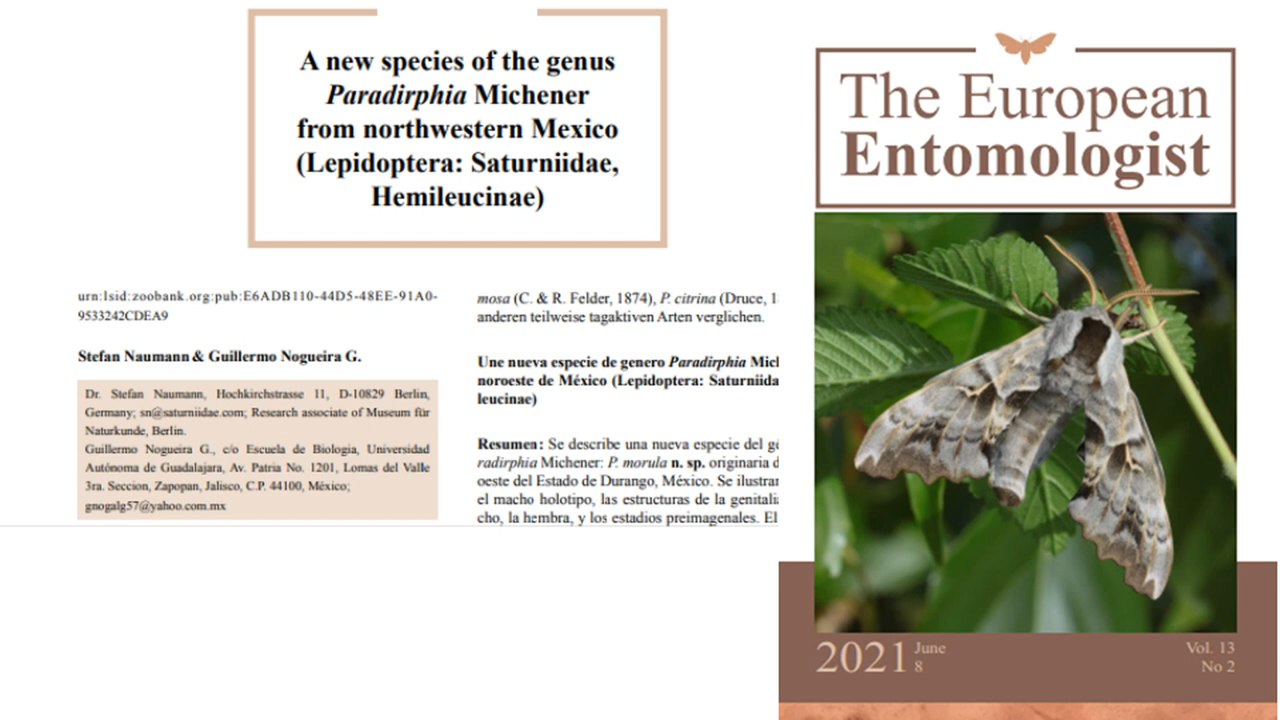 A new species of the genus
Paradirphia Michener
from northwestern Mexico
(Lepidoptera: Saturniidae,
Hemileucinae)
urn:lsid:zoobank.org:pub:E6ADB110-44D5-48EE-91A0-
9533242CDEA9
Stefan Naumann & Guillermo Nogueira G.
Dr. Stefan Naumann, Hochkirchstrasse 11, D-10829 Berlin,
Germany; sn@saturniidae.com; Research associate of Museum für
Naturkunde, Berlin.
Guillermo Nogueira G., c/o Escuela de Biologia, Universidad
Autónoma de Guadalajara, Av. Patria No. 1201, Lomas del Valle
3ra. Seccion, Zapopan, Jalisco, C.P. 44100, México;
gnogalg57@yahoo.com.mx
mosa (C. & R. Felder, 1874), P. citrina (Druce,
anderen teilweise tagaktiven Arten verglichen.
Une nueva especie de genero Paradirphia
noroeste de México (Lepidoptera:
leucinae)
Resumen: Se describe una nueva especie del
radirphia Michener: P. morula n. sp. originaria
oeste del Estado de Durango, México. Se
el macho holotipo, las estructuras de la
cho, la hembra, y los estadios preimagenales. El
The European
Entomologist
2021 June
8
Vol. 13
No 2